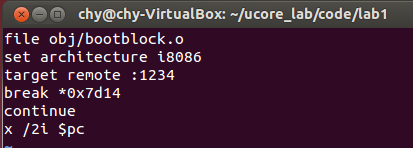 chy@chy-VirtualBox: ~/ucore_lab/code/lab1
file obj/bootblock.o
set architecture i8086
target remote :1234
break *0x7d14
continue
x /2i $pc
~